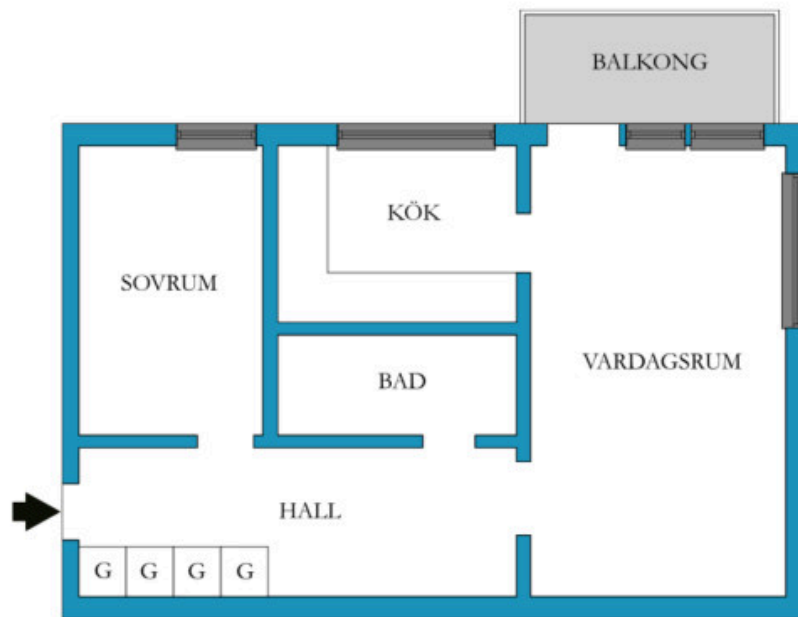 BALKONG
KÖK
SOVRUM
VARDAGSRUM
BAD
HALL
G G G G